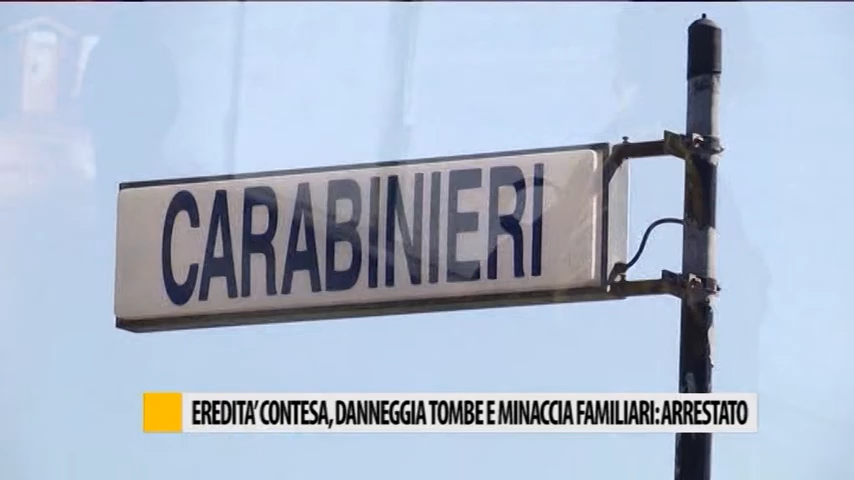 CARABINIERI
EREDITA' CONTESA, DANNEGGIA TOMBE E MINACCIA FAMILIARI: ARRESTATO